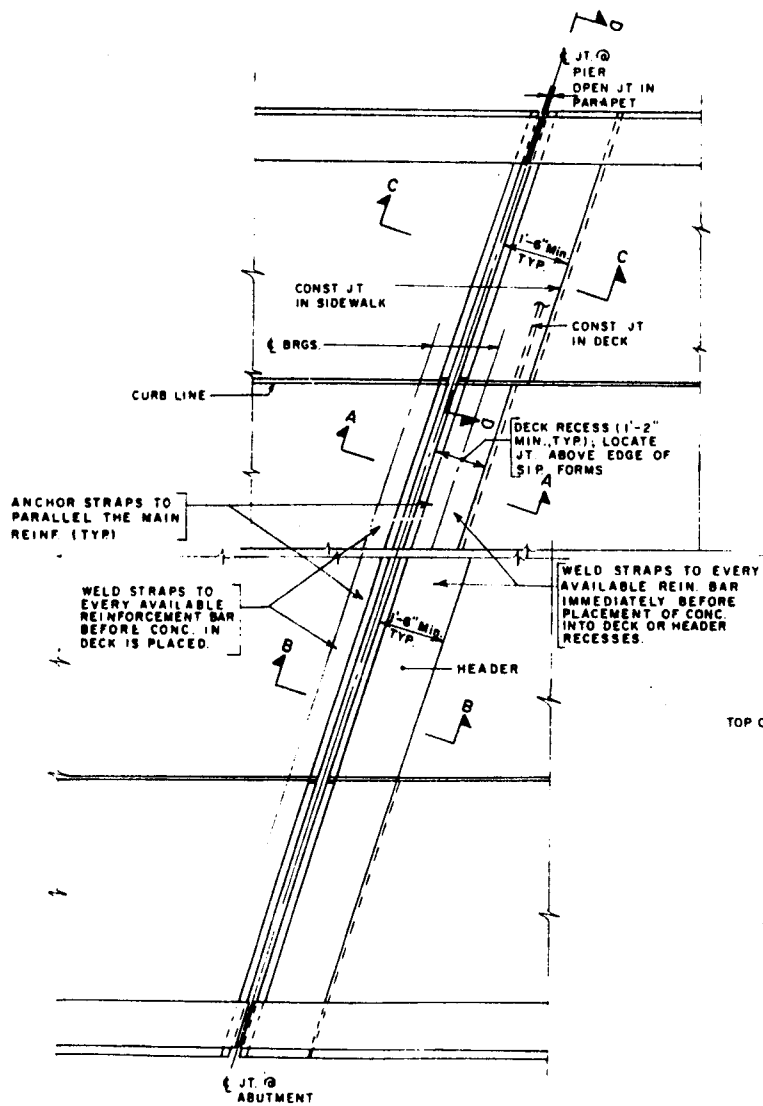 D
℄ JT. @
PIER
OPEN JT IN
PARAPET
C
1'-6" Min.
TYP.
C
CONST JT
IN SIDEWALK
CONST JT
IN DECK
℄ BRGS.
CURB LINE
A
D
DECK RECESS (1'-2"
MIN., TYP); LOCATE
JT. ABOVE EDGE OF
S.I.P. FORMS
A
ANCHOR STRAPS TO
PARALLEL THE MAIN
REINF. (TYP)
WELD STRAPS TO
EVERY AVAILABLE
REINFORCEMENT BAR
BEFORE CONC. IN
DECK IS PLACED.
WELD STRAPS TO EVERY
AVAILABLE REIN. BAR
IMMEDIATELY BEFORE
PLACEMENT OF CONC.
INTO DECK OR HEADER
RECESSES.
1'-6" Min.
TYP.
B
HEADER
B
TOP
℄ JT. @
ABUTMENT